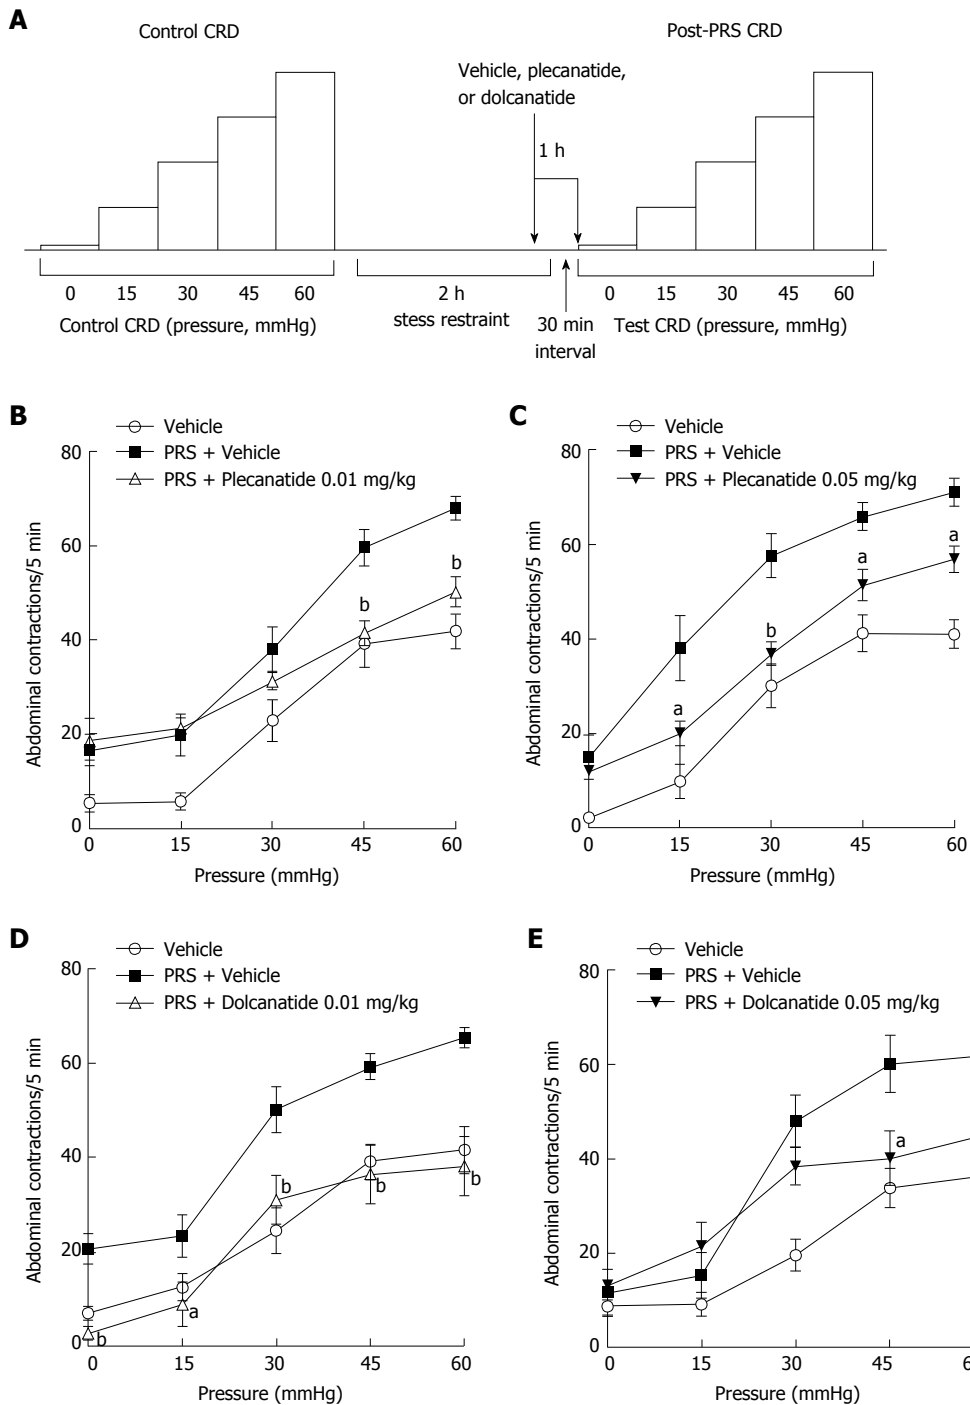 A
Control CRD
Post-PRS CRD
Vehicle, plecanatide,
or dolcanatide
1 h
0 15 30 45 60
Control CRD (pressure, mmHg)
2 h
stess restraint
30 min
interval
0 15 30 45 60
Test CRD (pressure, mmHg)
B
Vehicle
PRS + Vehicle
PRS + Plecanatide 0.01 mg/kg
Abdominal contractions/5 min
80
60
40
20
0
b
b
0 15 30 45 60
Pressure (mmHg)
C
Vehicle
PRS + Vehicle
PRS + Plecanatide 0.05 mg/kg
Abdominal contractions/5 min
80
60
40
20
0
a
b
a
a
0 15 30 45 60
Pressure (mmHg)
D
Vehicle
PRS + Vehicle
PRS + Dolcanatide 0.01 mg/kg
Abdominal contractions/5 min
80
60
40
20
0
b
a
b
b
b
0 15 30 45 60
Pressure (mmHg)
E
Vehicle
PRS + Vehicle
PRS + Dolcanatide 0.05 mg/kg
Abdominal contractions/5 min
80
60
40
20
0
a
0 15 30 45
Pressure (mmHg)